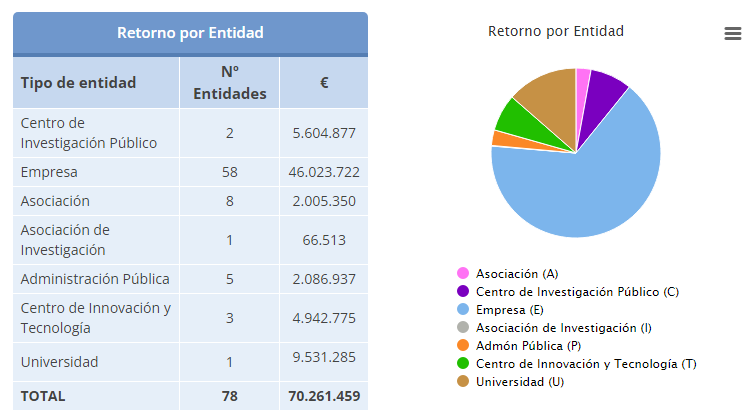 Retorno por Entidad
Tipo de entidad
Nº
Entidades
€
Centro de
Investigación Público
2
5.604.877
Empresa
58
46.023.722
Asociación
8
2.005.350
Asociación de
Investigación
1
66.513
Administración Pública
5
2.086.937
Centro de Innovación y
Tecnología
3
4.942.775
Universidad
1
9.531.285
TOTAL
78
70.261.459
Retorno por Entidad
Asociación (A)
Centro de Investigación Público (C)
Empresa (E)
Asociación de Investigación (I)
Admón Pública (P)
Centro de Innovación y Tecnología (T)
Universidad (U)